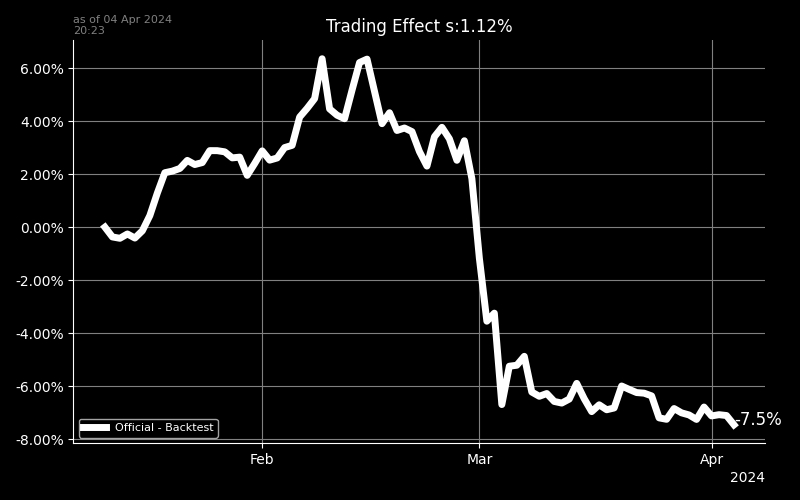 as of 04 Apr 2024
20:23
Trading Effect s:1.12%
6.00%
4.00%
2.00%
0.00%
-2.00%
-4.00%
-6.00%
-8.00%
-7.5%
Official - Backtest
Feb
Mar
Apr
2024